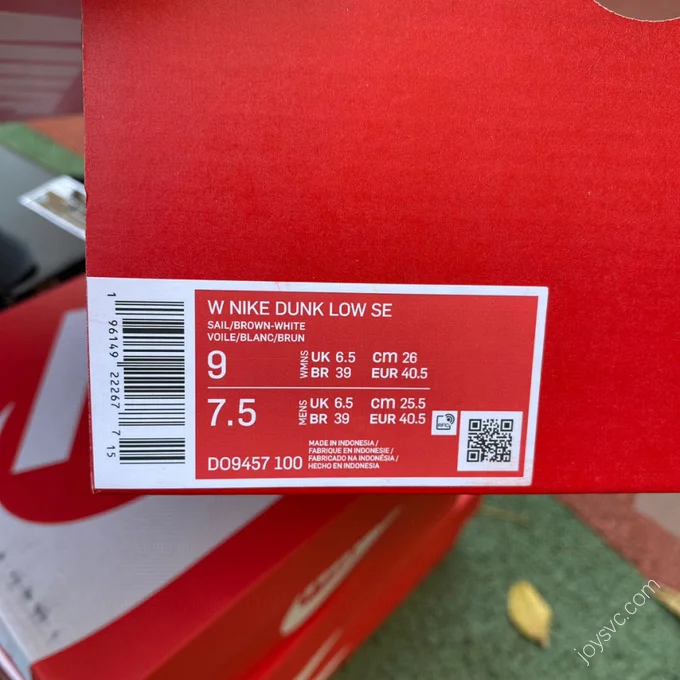 W NIKE DUNK LOW SE
SAIL/BROWN-WHITE
VOILE/BLANC/BRUN
9 WMNS UK 6.5 CM 26
BR 39 EUR 40.5
7.5 MENS UK 6.5 CM 25.5
BR 39 EUR 40.5
RFID
DO9457 100
MADE IN INDONESIA /
FABRIQUE EN INDONESIE /
FABRICADO NA INDONÉSIA /
HECHO EN INDONESIA
1 96149 22267 7 15
joysvc.com